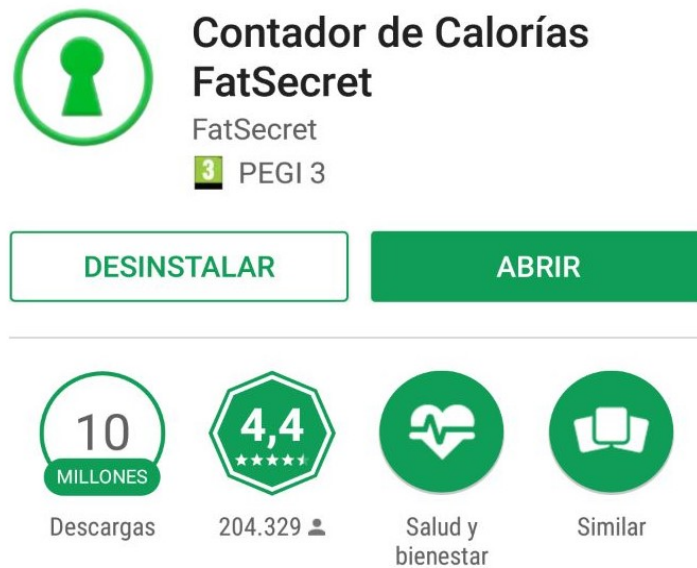 Contador de Calorías
FatSecret
FatSecret
3 PEGI 3
DESINSTALAR
ABRIR
10
MILLONES
Descargas
4,4
204.329
Salud y
bienestar
Similar